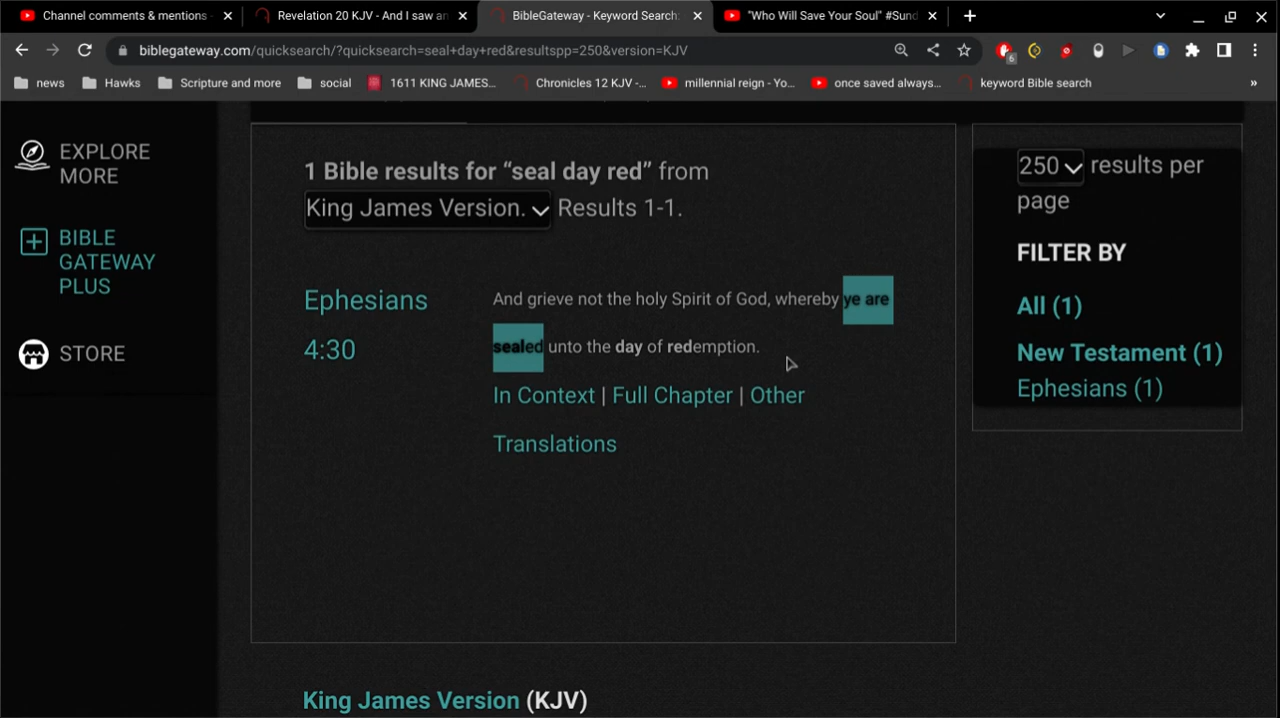 Channel comments & mentions -
Revelation 20 KJV - And I saw an
BibleGateway - Keyword Search:
"Who Will Save Your Soul" #Sund
biblegateway.com/quicksearch/?quicksearch=seal+day+red&resultspp=250&version=KJV
6
news
Hawks
Scripture and more
social
1611 KING JAMES...
Chronicles 12 KJV -...
millennial reign - Yo...
once saved always...
keyword Bible search
»
EXPLORE
MORE
BIBLE
GATEWAY
PLUS
STORE
1 Bible results for “seal day red” from
King James Version. Results 1-1.
Ephesians
4:30
And grieve not the holy Spirit of God, whereby ye are
sealed unto the day of redemption.
In Context | Full Chapter | Other
Translations
250 results per
page
FILTER BY
All (1)
New Testament (1)
Ephesians (1)
King James Version (KJV)